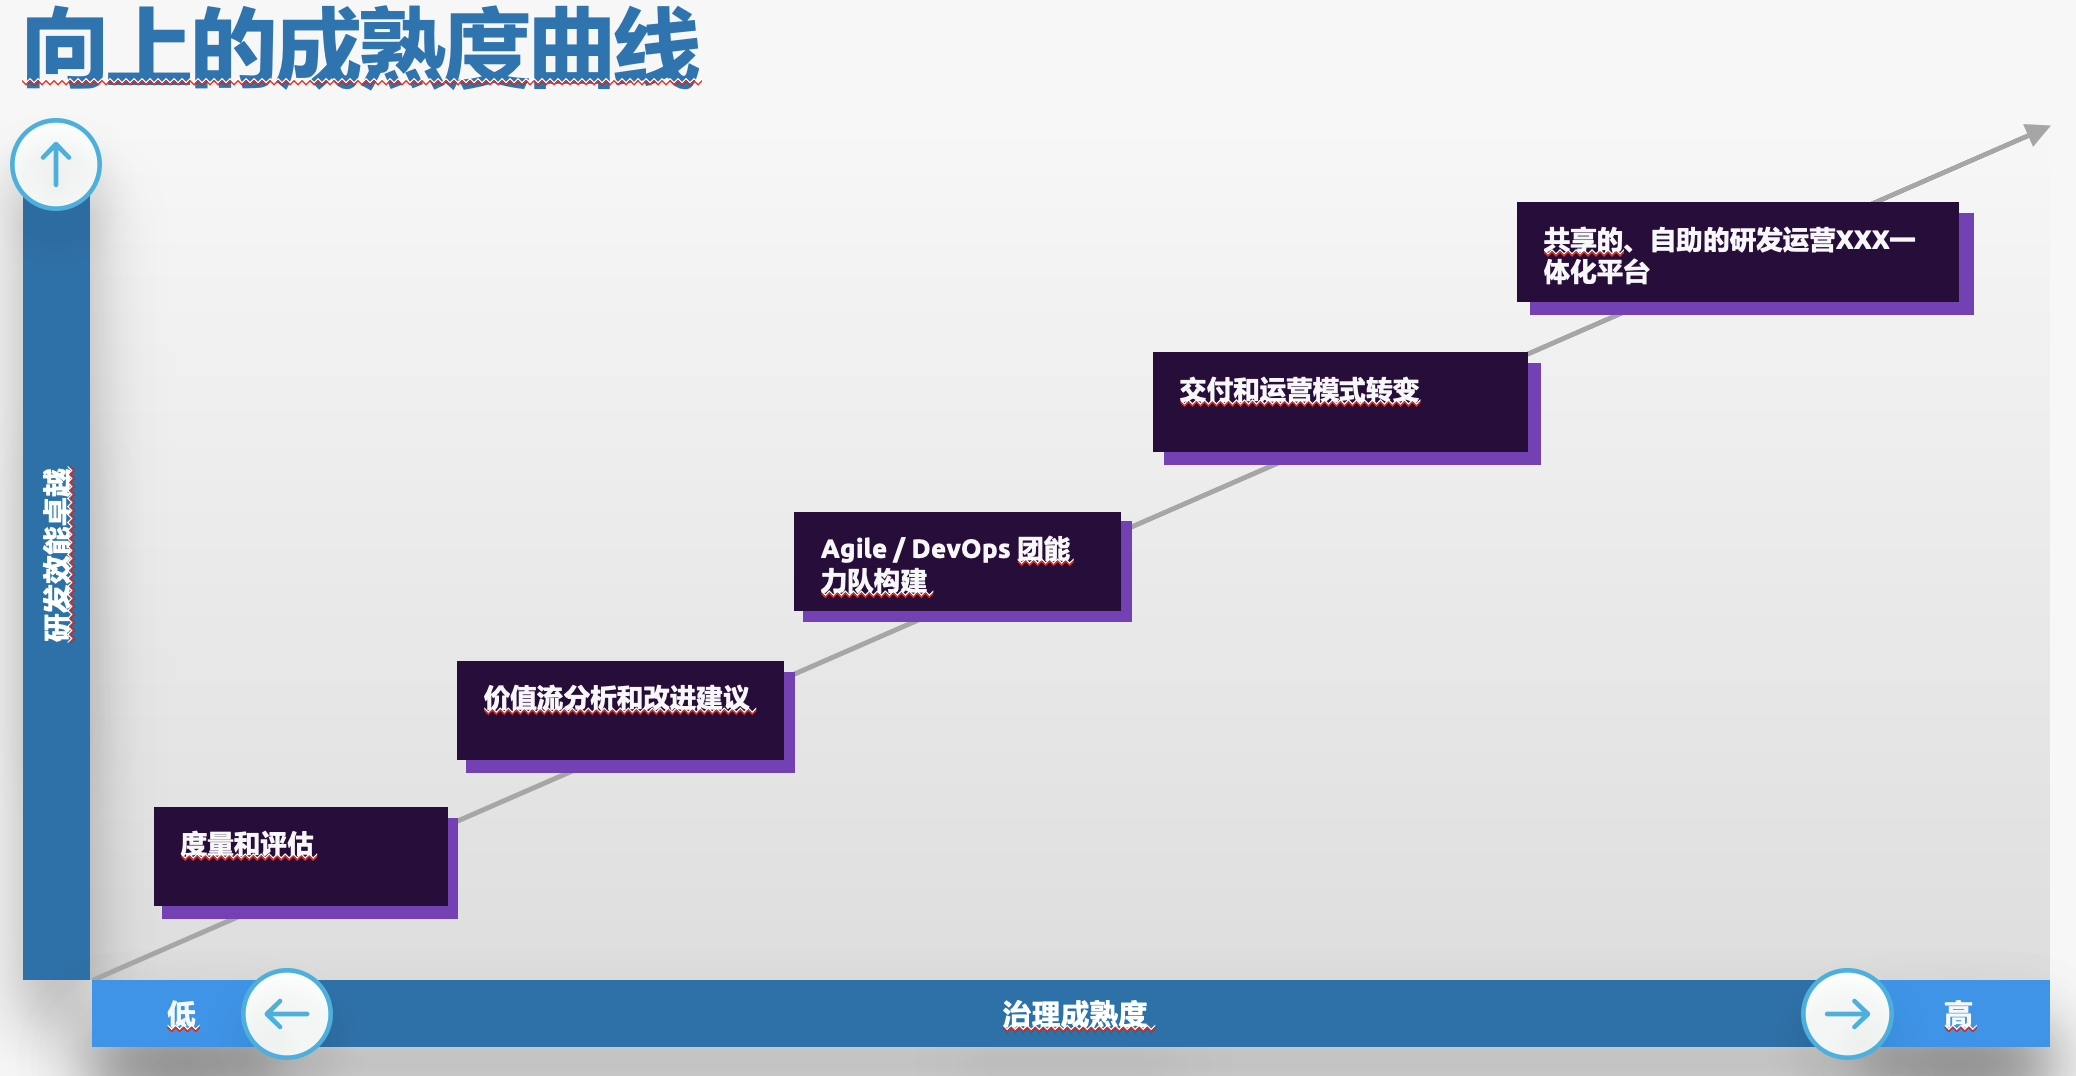 向上的成熟度曲线
共享的、自助的研发运营XXX一
体化平台
交付和运营模式转变
Agile / DevOps 团能
力队构建
价值流分析和改进建议
度量和评估
研发效能卓越
低
治理成熟度
高